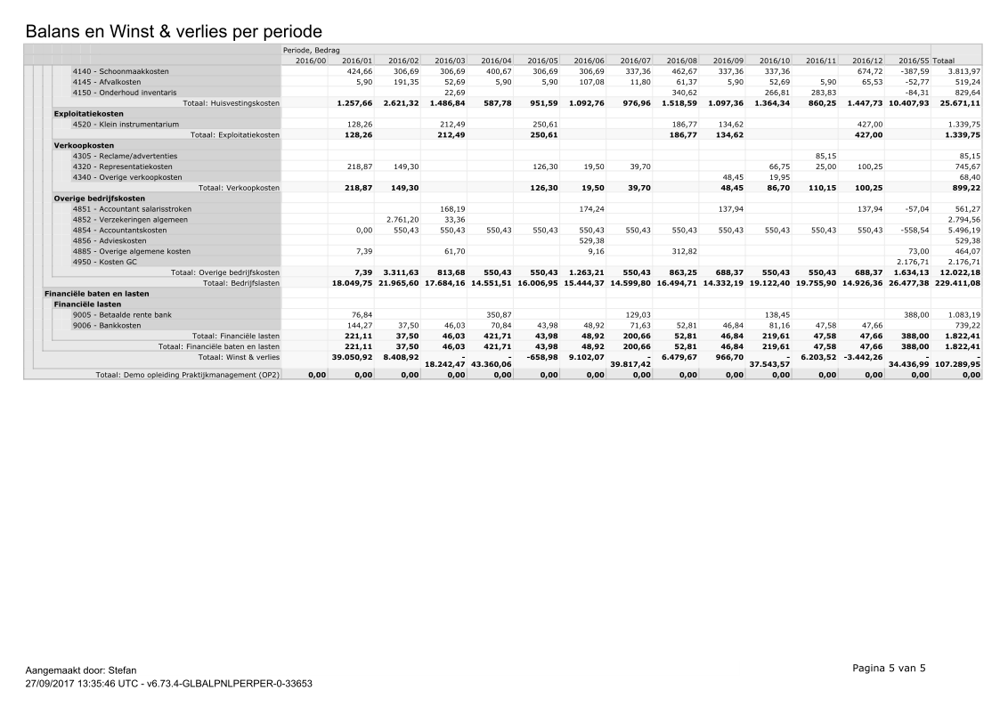 Balans en Winst & verlies per periode
Periode, Bedrag
2016/00 2016/01 2016/02 2016/03 2016/04 2016/05 2016/06 2016/07 2016/08 2016/09 2016/10 2016/11 2016/12 2016/55 Totaal
4140 - Schoonmaakkosten 424,66 306,69 306,69 400,67 306,69 306,69 337,36 462,67 337,36 337,36 674,72 -387,59 3.813,97
4145 - Afvalkosten 5,90 191,35 52,69 5,90 107,08 11,80 61,37 5,90 52,69 5,90 65,53 -52,77 519,24
4150 - Onderhoud inventaris 22,69 340,62 266,81 283,83 -84,31 829,64
Totaal: Huisvestingskosten 1.257,66 2.621,32 1.486,84 587,78 951,59 1.092,76 976,96 1.518,59 1.097,36 1.364,34 860,25 1.447,73 10.407,93 25.671,11
Exploitatiekosten
4520 - Klein instrumentarium 128,26 212,49 250,61 186,77 134,62 427,00 1.339,75
Totaal: Exploitatiekosten 128,26 212,49 250,61 186,77 134,62 427,00 1.339,75
Verkoopkosten
4305 - Reclame/advertenties 85,15 85,15
4320 - Representatiekosten 218,87 149,30 126,30 19,50 39,70 66,75 25,00 100,25 745,67
4340 - Overige verkoopkosten 48,45 19,95 68,40
Totaal: Verkoopkosten 218,87 149,30 126,30 19,50 39,70 48,45 86,70 110,15 100,25 899,22
Overige bedrijfskosten
4851 - Accountant salarisstroken 168,19 174,24 137,94 137,94 -57,04 561,27
4852 - Verzekeringen algemeen 2.761,20 33,36 2.794,56
4854 - Accountantskosten 0,00 550,43 550,43 550,43 550,43 550,43 550,43 550,43 550,43 550,43 550,43 550,43 -558,54 5.496,19
4856 - Advieskosten 529,38 529,38
4885 - Overige algemene kosten 7,39 61,70 9,16 312,82 73,00 464,07
4950 - Kosten GC 2.176,71 2.176,71
Totaal: Overige bedrijfskosten 7,39 3.311,63 813,68 550,43 550,43 1.263,21 550,43 863,25 688,37 550,43 550,43 688,37 1.634,13 12.022,18
Totaal: Bedrijfslasten 18.049,75 21.965,60 17.684,16 14.551,51 16.006,95 15.444,37 14.599,80 16.494,71 14.332,19 19.122,40 19.755,90 14.926,36 26.477,38 229.411,08
Financiële baten en lasten
Financiële lasten
9005 - Betaalde rente bank 76,84 350,87 129,03 138,45 388,00 1.083,19
9006 - Bankkosten 144,27 37,50 46,03 70,84 43,98 48,92 71,63 52,81 46,84 81,16 47,58 47,66 739,22
Totaal: Financiële lasten 221,11 37,50 46,03 421,71 43,98 48,92 200,66 52,81 46,84 219,61 47,58 47,66 388,00 1.822,41
Totaal: Financiële baten en lasten 221,11 37,50 46,03 421,71 43,98 48,92 200,66 52,81 46,84 219,61 47,58 47,66 388,00 1.822,41
Totaal: Winst & verlies 39.050,92 8.408,92 - - -658,98 9.102,07 - 6.479,67 966,70 - 6.203,52 -3.442,26 - -
18.242,47 43.360,06 39.817,42 37.543,57 34.436,99 107.289,95
Totaal: Demo opleiding Praktijkmanagement (OP2) 0,00 0,00 0,00 0,00 0,00 0,00 0,00 0,00 0,00 0,00 0,00 0,00 0,00 0,00 0,00
Aangemaakt door: Stefan
Pagina 5 van 5
27/09/2017 13:35:46 UTC - v6.73.4-GLBALPNLPERPER-0-33653